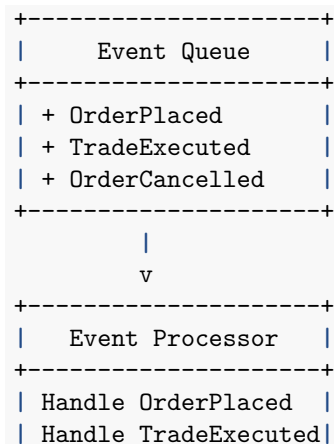 +---------------------+
|     Event Queue     |
+---------------------+
| + OrderPlaced       |
| + TradeExecuted     |
| + OrderCancelled    |
+---------------------+
         |
         v
+---------------------+
|   Event Processor   |
+---------------------+
| Handle OrderPlaced  |
| Handle TradeExecuted|